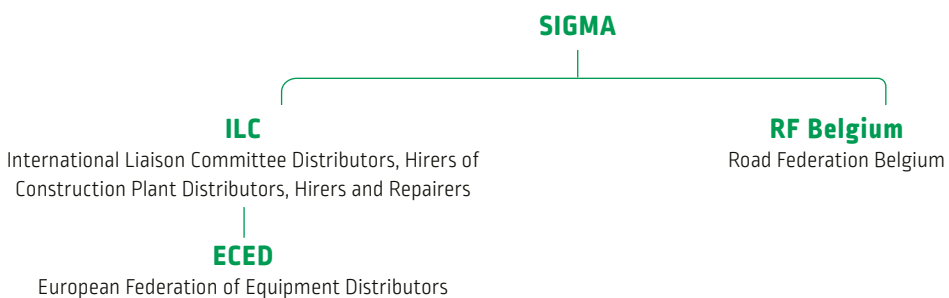 SIGMA
ILC
International Liaison Committee Distributors, Hirers of
Construction Plant Distributors, Hirers and Repairers
RF Belgium
Road Federation Belgium
ECED
European Federation of Equipment Distributors